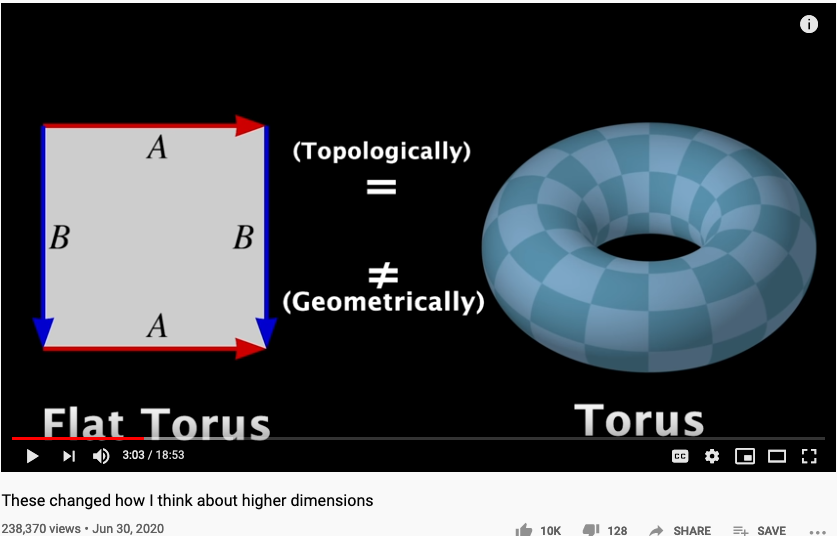 A
(Topologically)
=
B
B
≠
(Geometrically)
A
Flat Torus
Torus
3:03 / 18:53
CC
These changed how I think about higher dimensions
238,370 views • Jun 30, 2020
10K
128
SHARE
SAVE